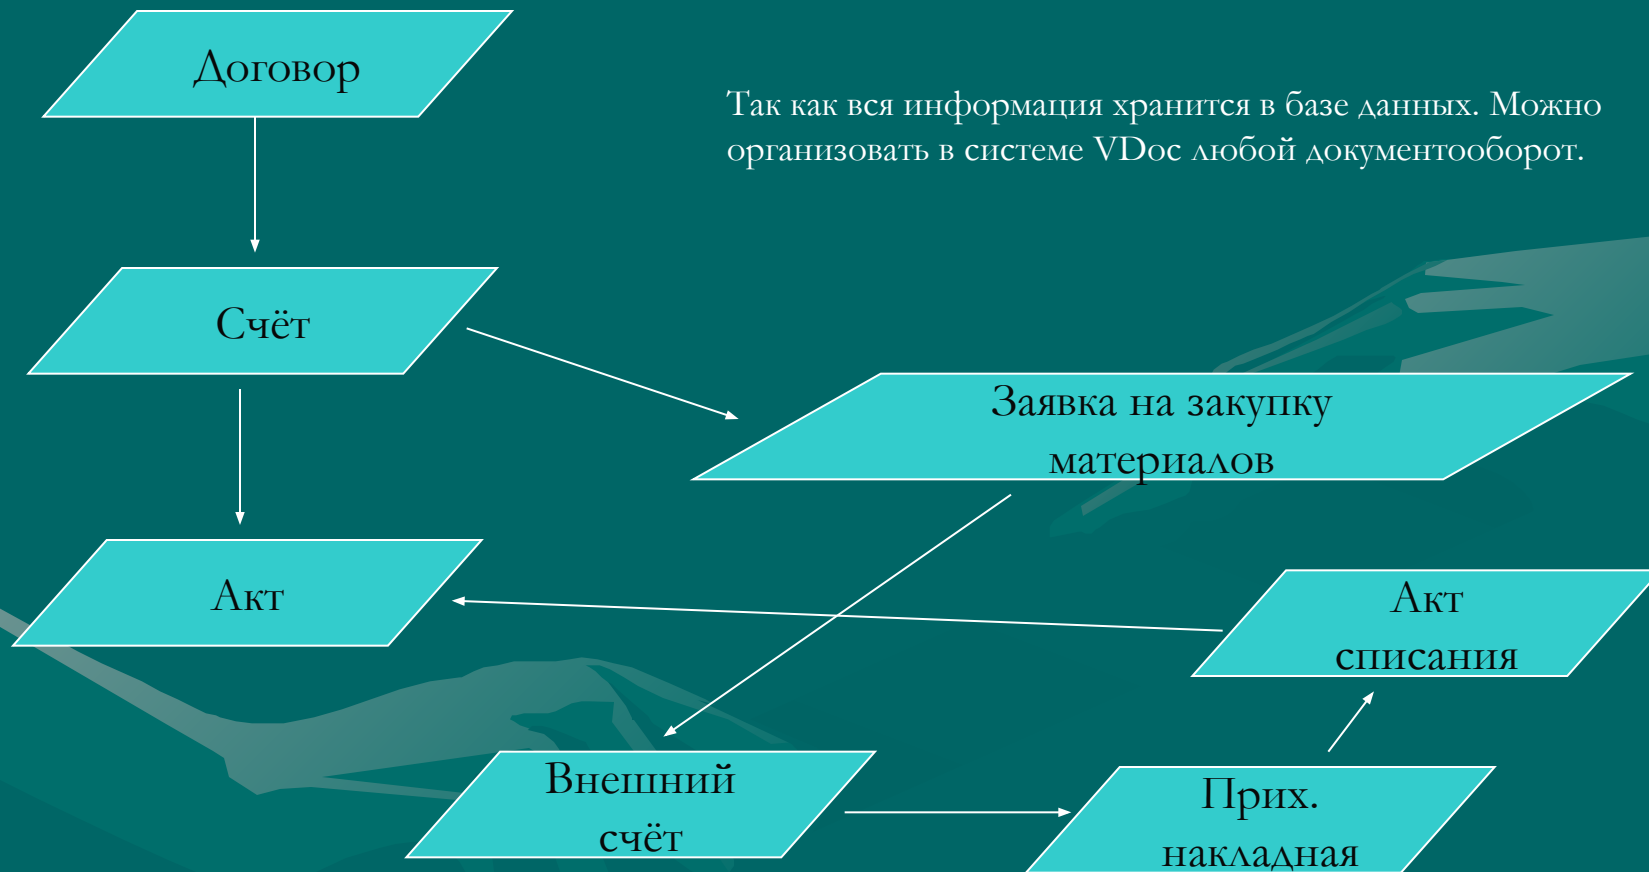 Договор
Так как вся информация хранится в базе данных. Можно
организовать в системе VDoc любой документооборот.
Счёт
Заявка на закупку
материалов
Акт
Акт
списания
Внешний
счёт
Прих.
накладная